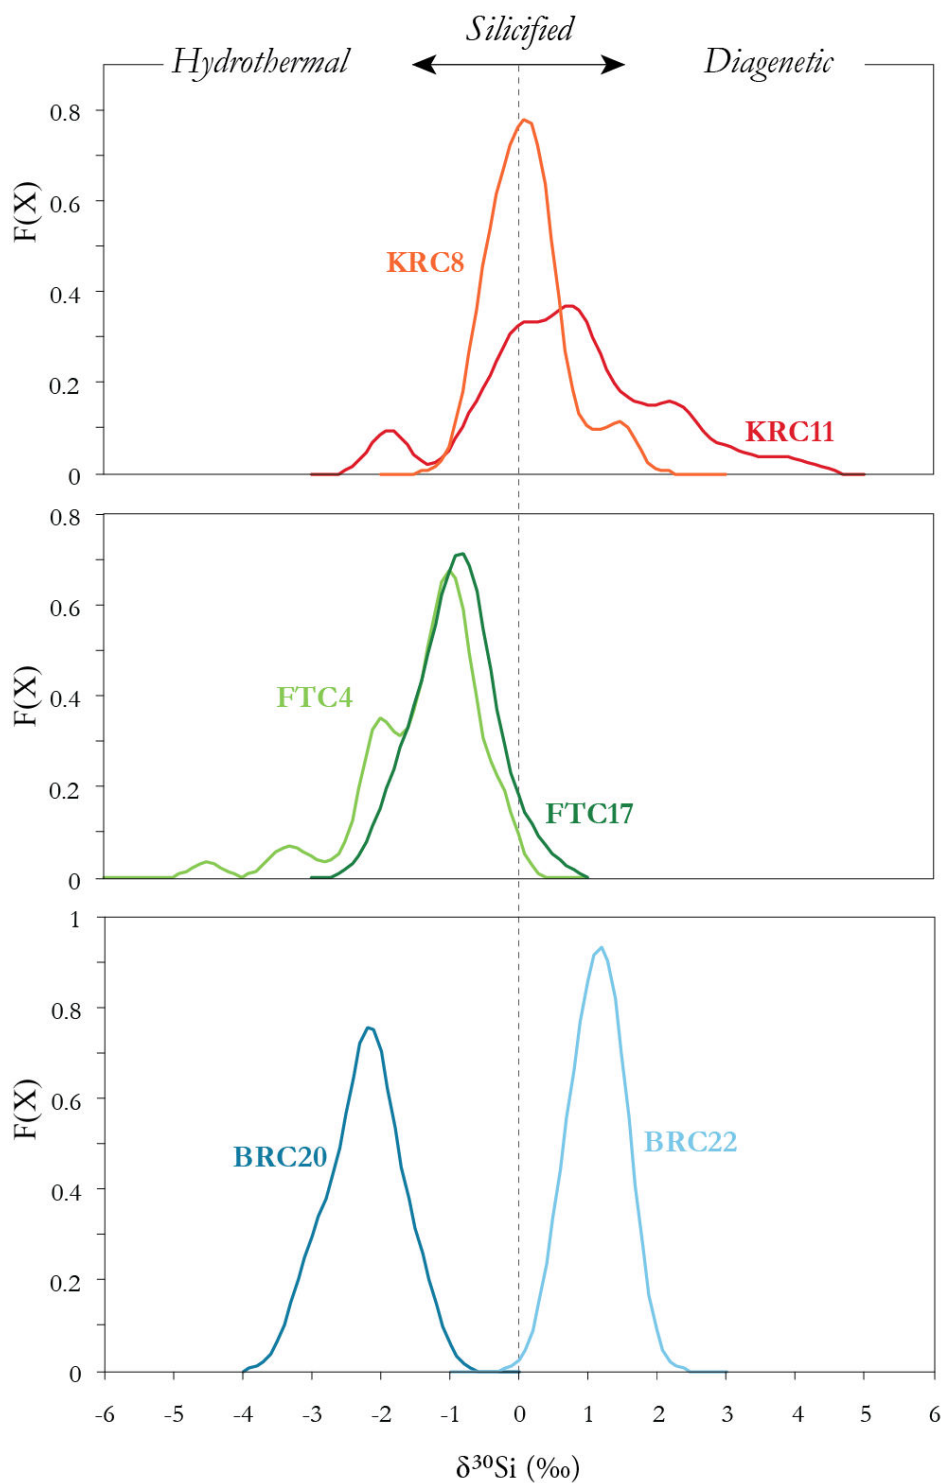 Silicified
Hydrothermal
Diagenetic
0.8
0.6
0.4
0.2
0
F(X)
KRC8
KRC11
0.8
0.6
0.4
0.2
0
F(X)
FTC4
FTC17
1
0.8
0.6
0.4
0.2
0
F(X)
BRC20
BRC22
-6 -5 -4 -3 -2 -1 0 1 2 3 4 5 6
δ³⁰Si (‰)